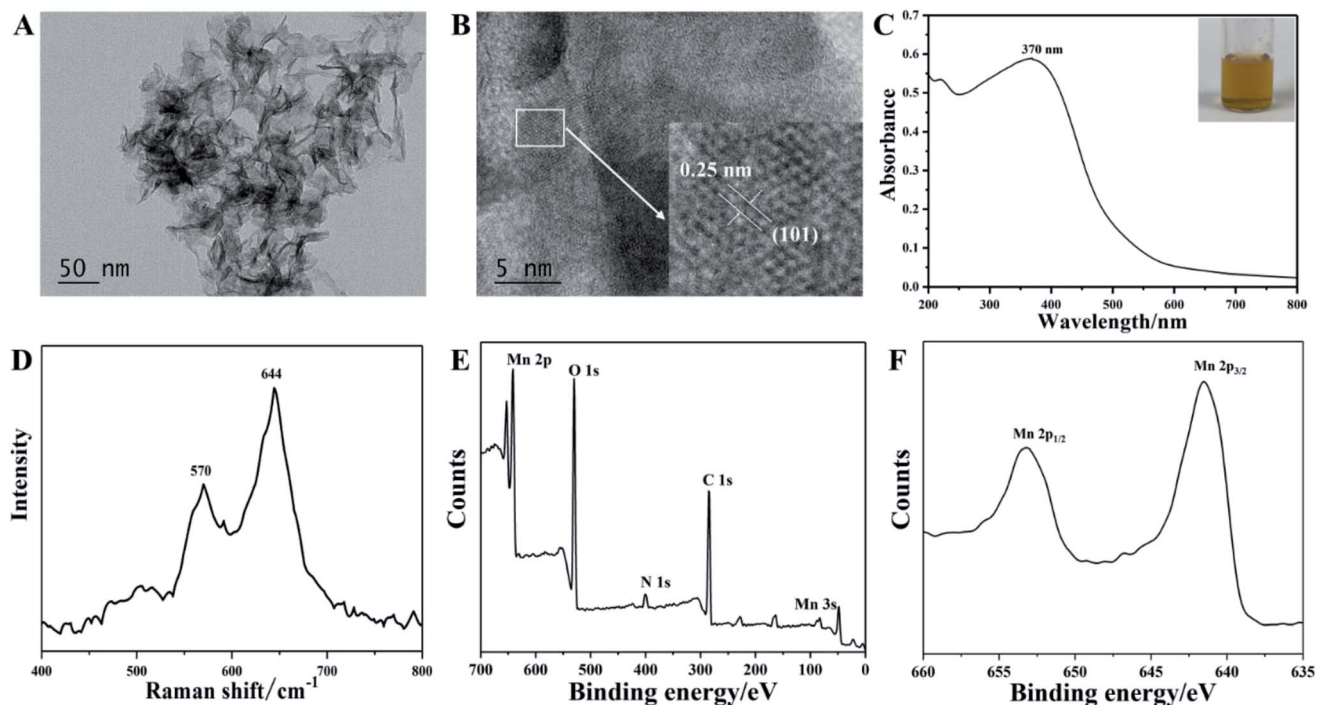 A
50 nm
B
0.25 nm
(101)
5 nm
C
0.7
0.6
0.5
0.4
0.3
0.2
0.1
0.0
Absorbance
370 nm
200 300 400 500 600 700 800
Wavelength/nm
D
Intensity
570
644
400 500 600 700 800
Raman shift/cm⁻¹
E
Counts
Mn 2p
O 1s
C 1s
N 1s
Mn 3s
700 600 500 400 300 200 100 0
Binding energy/eV
F
Counts
Mn 2p₁/₂
Mn 2p₃/₂
660 655 650 645 640 635
Binding energy/eV